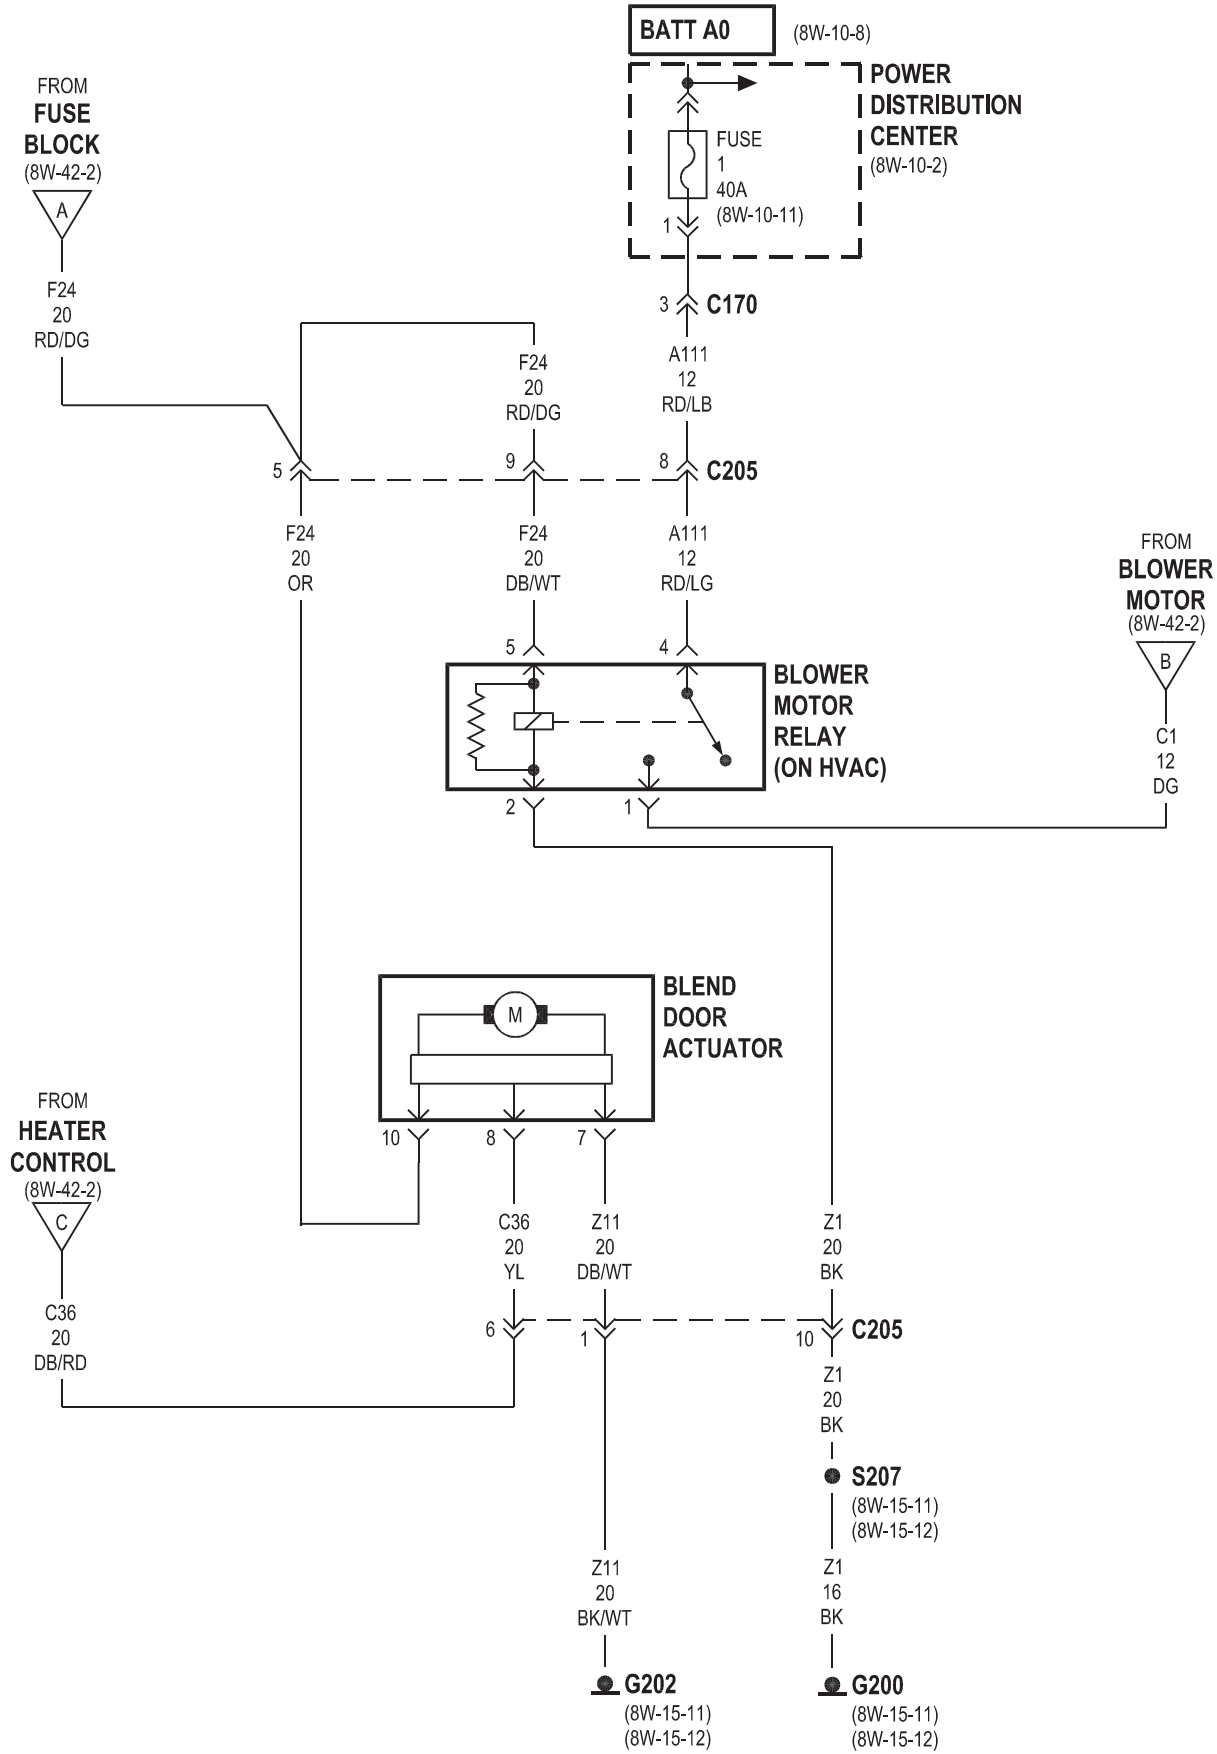 BATT A0
(8W-10-8)
POWER
DISTRIBUTION
CENTER
(8W-10-2)
FUSE
1
40A
(8W-10-11)
1
FROM
FUSE
BLOCK
(8W-42-2)
A
F24
20
RD/DG
3
C170
F24
20
RD/DG
A111
12
RD/LB
5
9
8
C205
F24
20
OR
F24
20
DB/WT
A111
12
RD/LG
FROM
BLOWER
MOTOR
(8W-42-2)
B
C1
12
DG
5
4
BLOWER
MOTOR
RELAY
(ON HVAC)
2
1
BLEND
DOOR
ACTUATOR
M
10
8
7
FROM
HEATER
CONTROL
(8W-42-2)
C
C36
20
DB/RD
C36
20
YL
Z11
20
DB/WT
Z1
20
BK
6
1
10
C205
Z1
20
BK
S207
(8W-15-11)
(8W-15-12)
Z11
20
BK/WT
Z1
16
BK
G202
(8W-15-11)
(8W-15-12)
G200
(8W-15-11)
(8W-15-12)